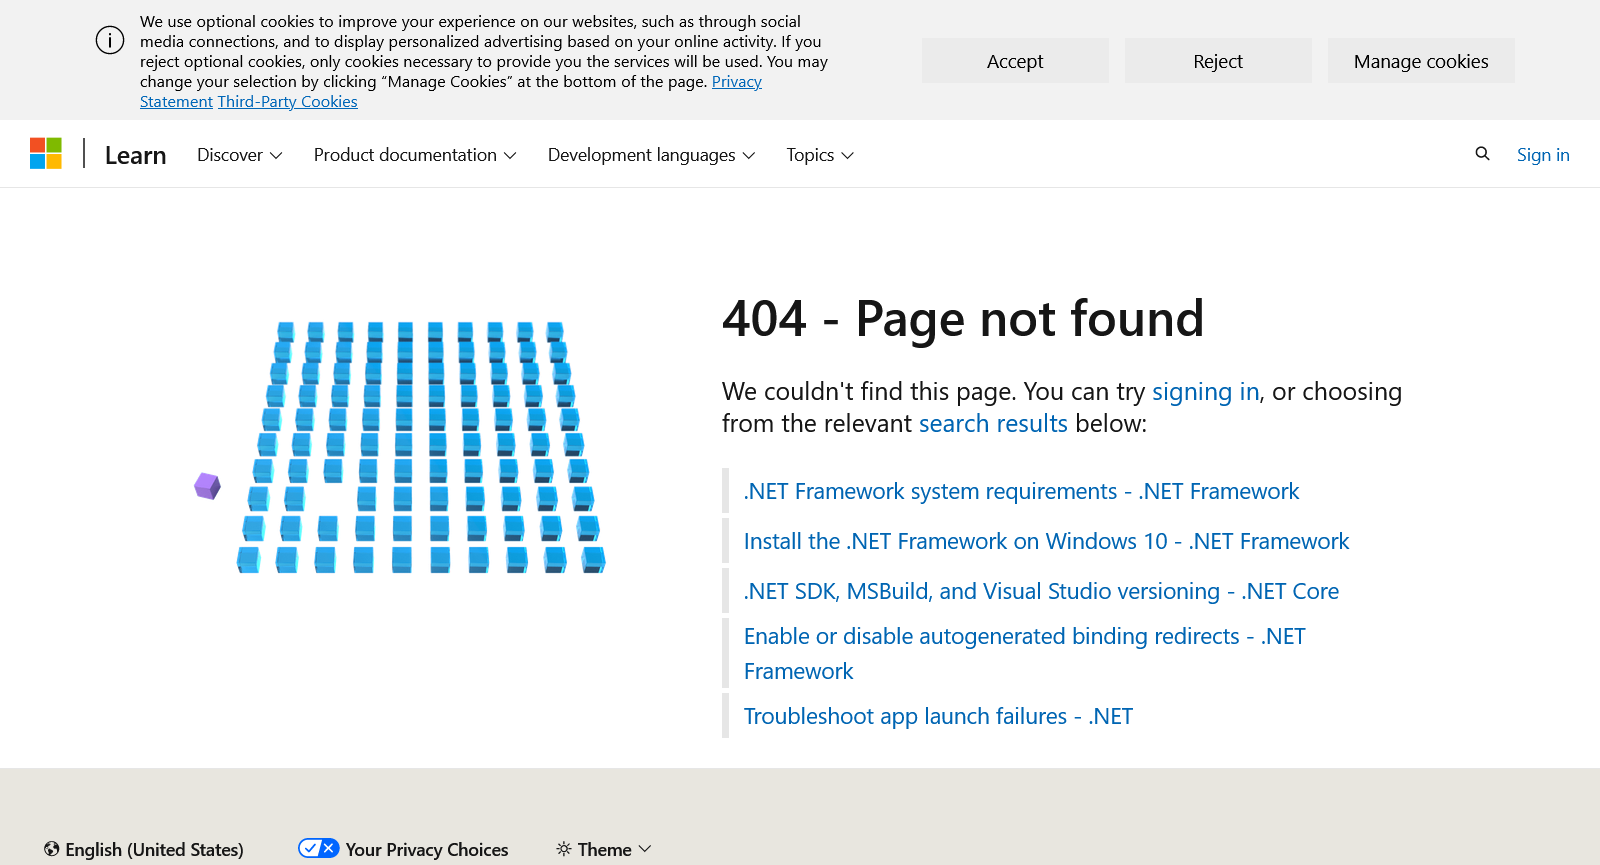 We use optional cookies to improve your experience on our websites, such as through social
media connections, and to display personalized advertising based on your online activity. If you
reject optional cookies, only cookies necessary to provide you the services will be used. You may
change your selection by clicking “Manage Cookies” at the bottom of the page. Privacy
Statement Third-Party Cookies
Accept
Reject
Manage cookies
Learn
Discover
Product documentation
Development languages
Topics
Sign in
404 - Page not found
We couldn't find this page. You can try signing in, or choosing
from the relevant search results below:
.NET Framework system requirements - .NET Framework
Install the .NET Framework on Windows 10 - .NET Framework
.NET SDK, MSBuild, and Visual Studio versioning - .NET Core
Enable or disable autogenerated binding redirects - .NET
Framework
Troubleshoot app launch failures - .NET
English (United States)
Your Privacy Choices
Theme